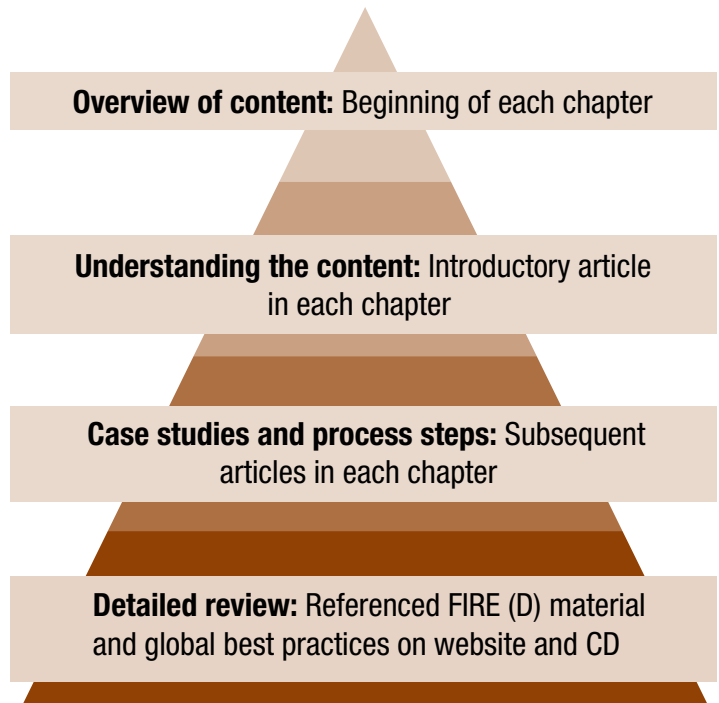 Overview of content: Beginning of each chapter
Understanding the content: Introductory article
in each chapter
Case studies and process steps: Subsequent
articles in each chapter
Detailed review: Referenced FIRE (D) material
and global best practices on website and CD